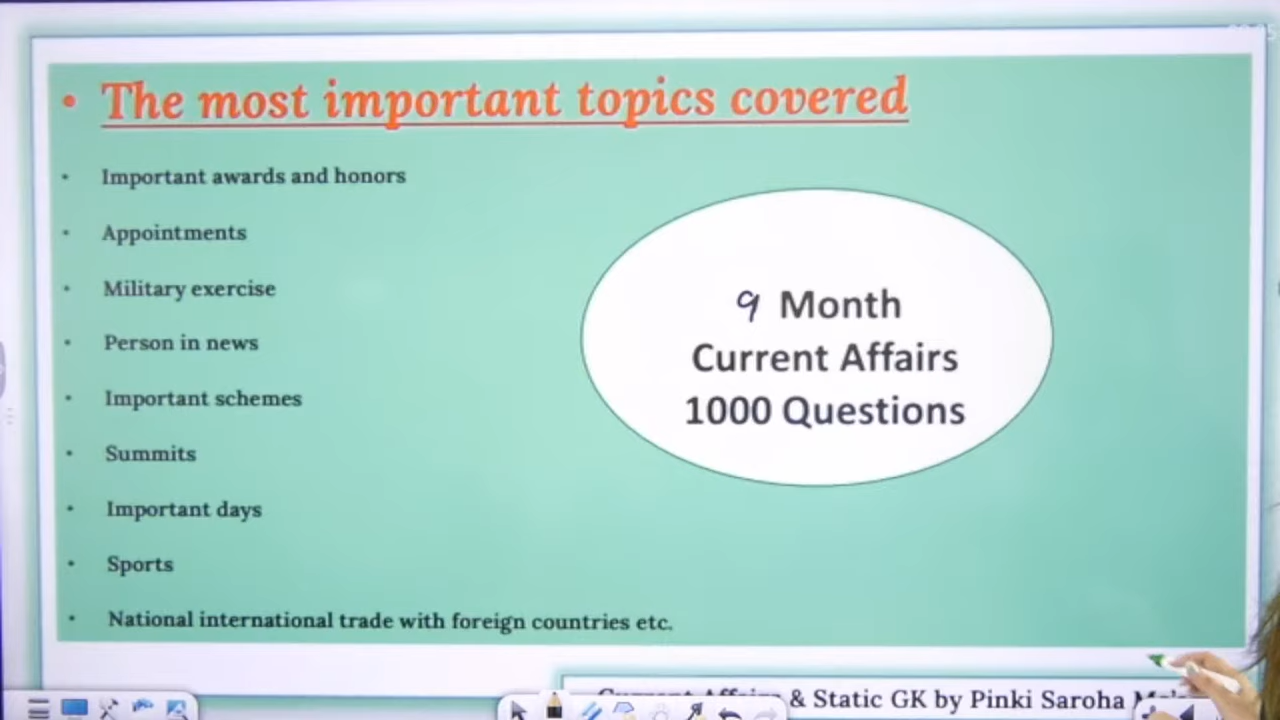 • The most important topics covered
• Important awards and honors
• Appointments
• Military exercise
• Person in news
• Important schemes
• Summits
• Important days
• Sports
• National international trade with foreign countries etc.
9 Month
Current Affairs
1000 Questions
Current Affairs & Static GK by Pinki Saroha